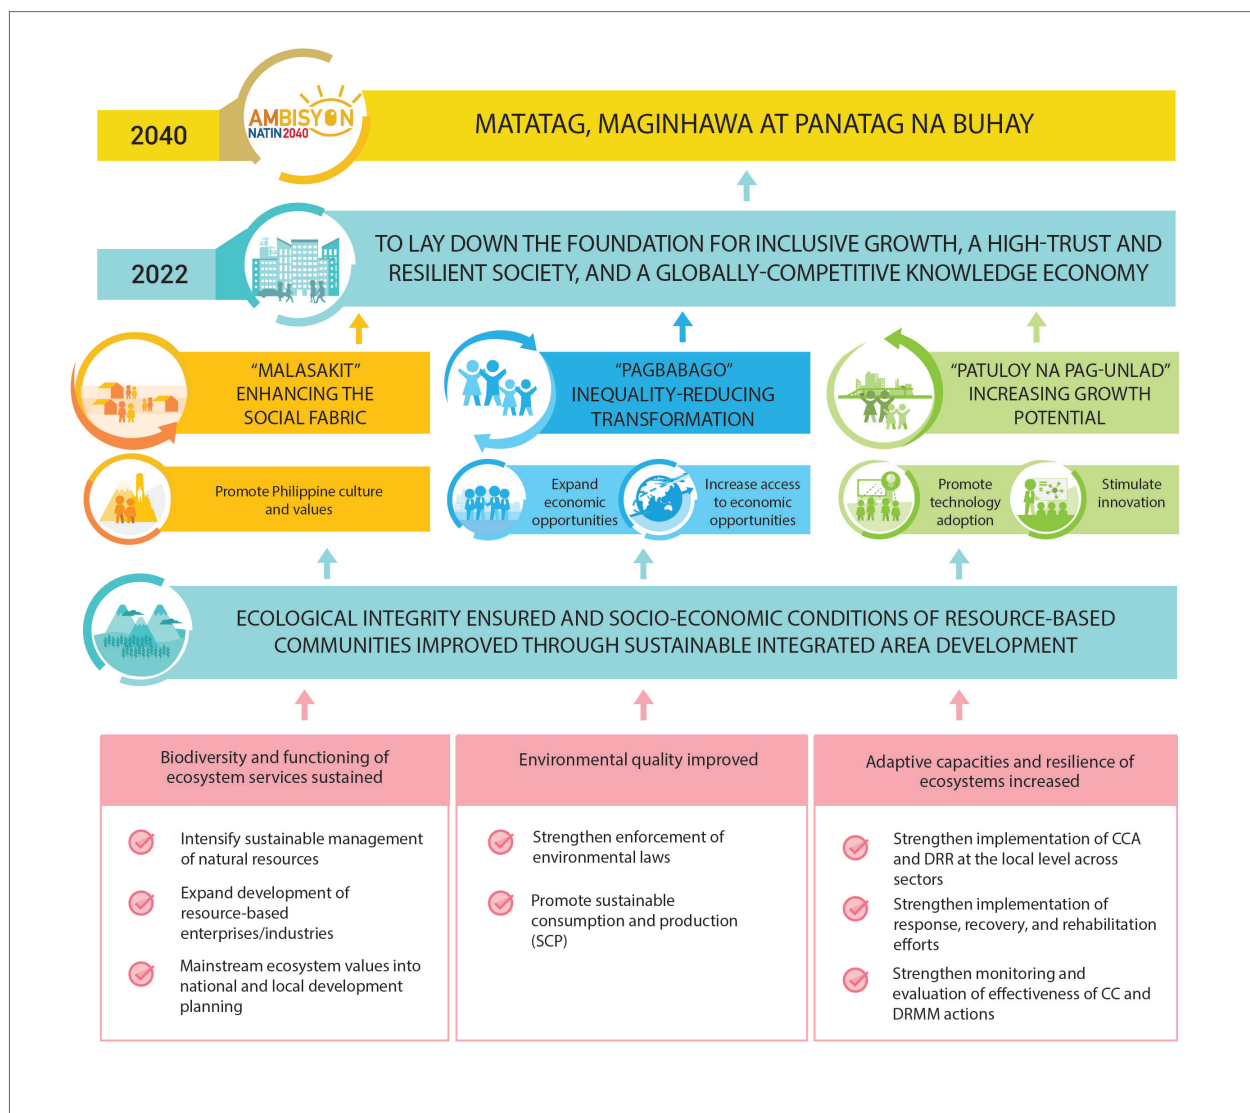 2040
AMBISYON
NATIN2040
MATATAG, MAGINHAWA AT PANATAG NA BUHAY
2022
TO LAY DOWN THE FOUNDATION FOR INCLUSIVE GROWTH, A HIGH-TRUST AND
RESILIENT SOCIETY, AND A GLOBALLY-COMPETITIVE KNOWLEDGE ECONOMY
“MALASAKIT”
ENHANCING THE
SOCIAL FABRIC
“PAGBABAGO”
INEQUALITY-REDUCING
TRANSFORMATION
“PATULOY NA PAG-UNLAD”
INCREASING GROWTH
POTENTIAL
Promote Philippine culture
and values
Expand
economic
opportunities
Increase access
to economic
opportunities
Promote
technology
adoption
Stimulate
innovation
ECOLOGICAL INTEGRITY ENSURED AND SOCIO-ECONOMIC CONDITIONS OF RESOURCE-BASED
COMMUNITIES IMPROVED THROUGH SUSTAINABLE INTEGRATED AREA DEVELOPMENT
Biodiversity and functioning of
ecosystem services sustained
Intensify sustainable management
of natural resources
Expand development of
resource-based
enterprises/industries
Mainstream ecosystem values into
national and local development
planning
Environmental quality improved
Strengthen enforcement of
environmental laws
Promote sustainable
consumption and production
(SCP)
Adaptive capacities and resilience of
ecosystems increased
Strengthen implementation of CCA
and DRR at the local level across
sectors
Strengthen implementation of
response, recovery, and rehabilitation
efforts
Strengthen monitoring and
evaluation of effectiveness of CC and
DRMM actions